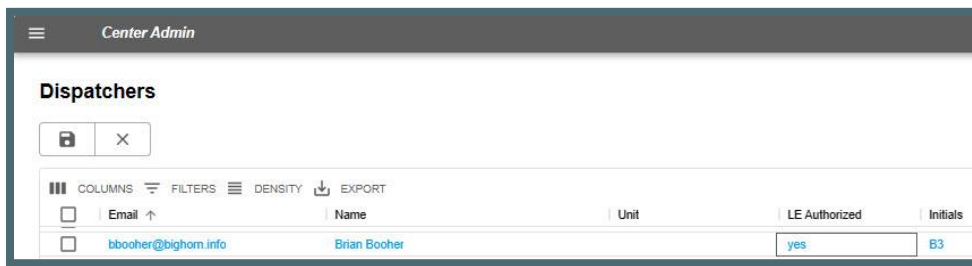 Center Admin
Dispatchers
COLUMNS FILTERS DENSITY EXPORT
Email Name Unit LE Authorized Initials
bbooher@bighorn.info Brian Booher yes B3